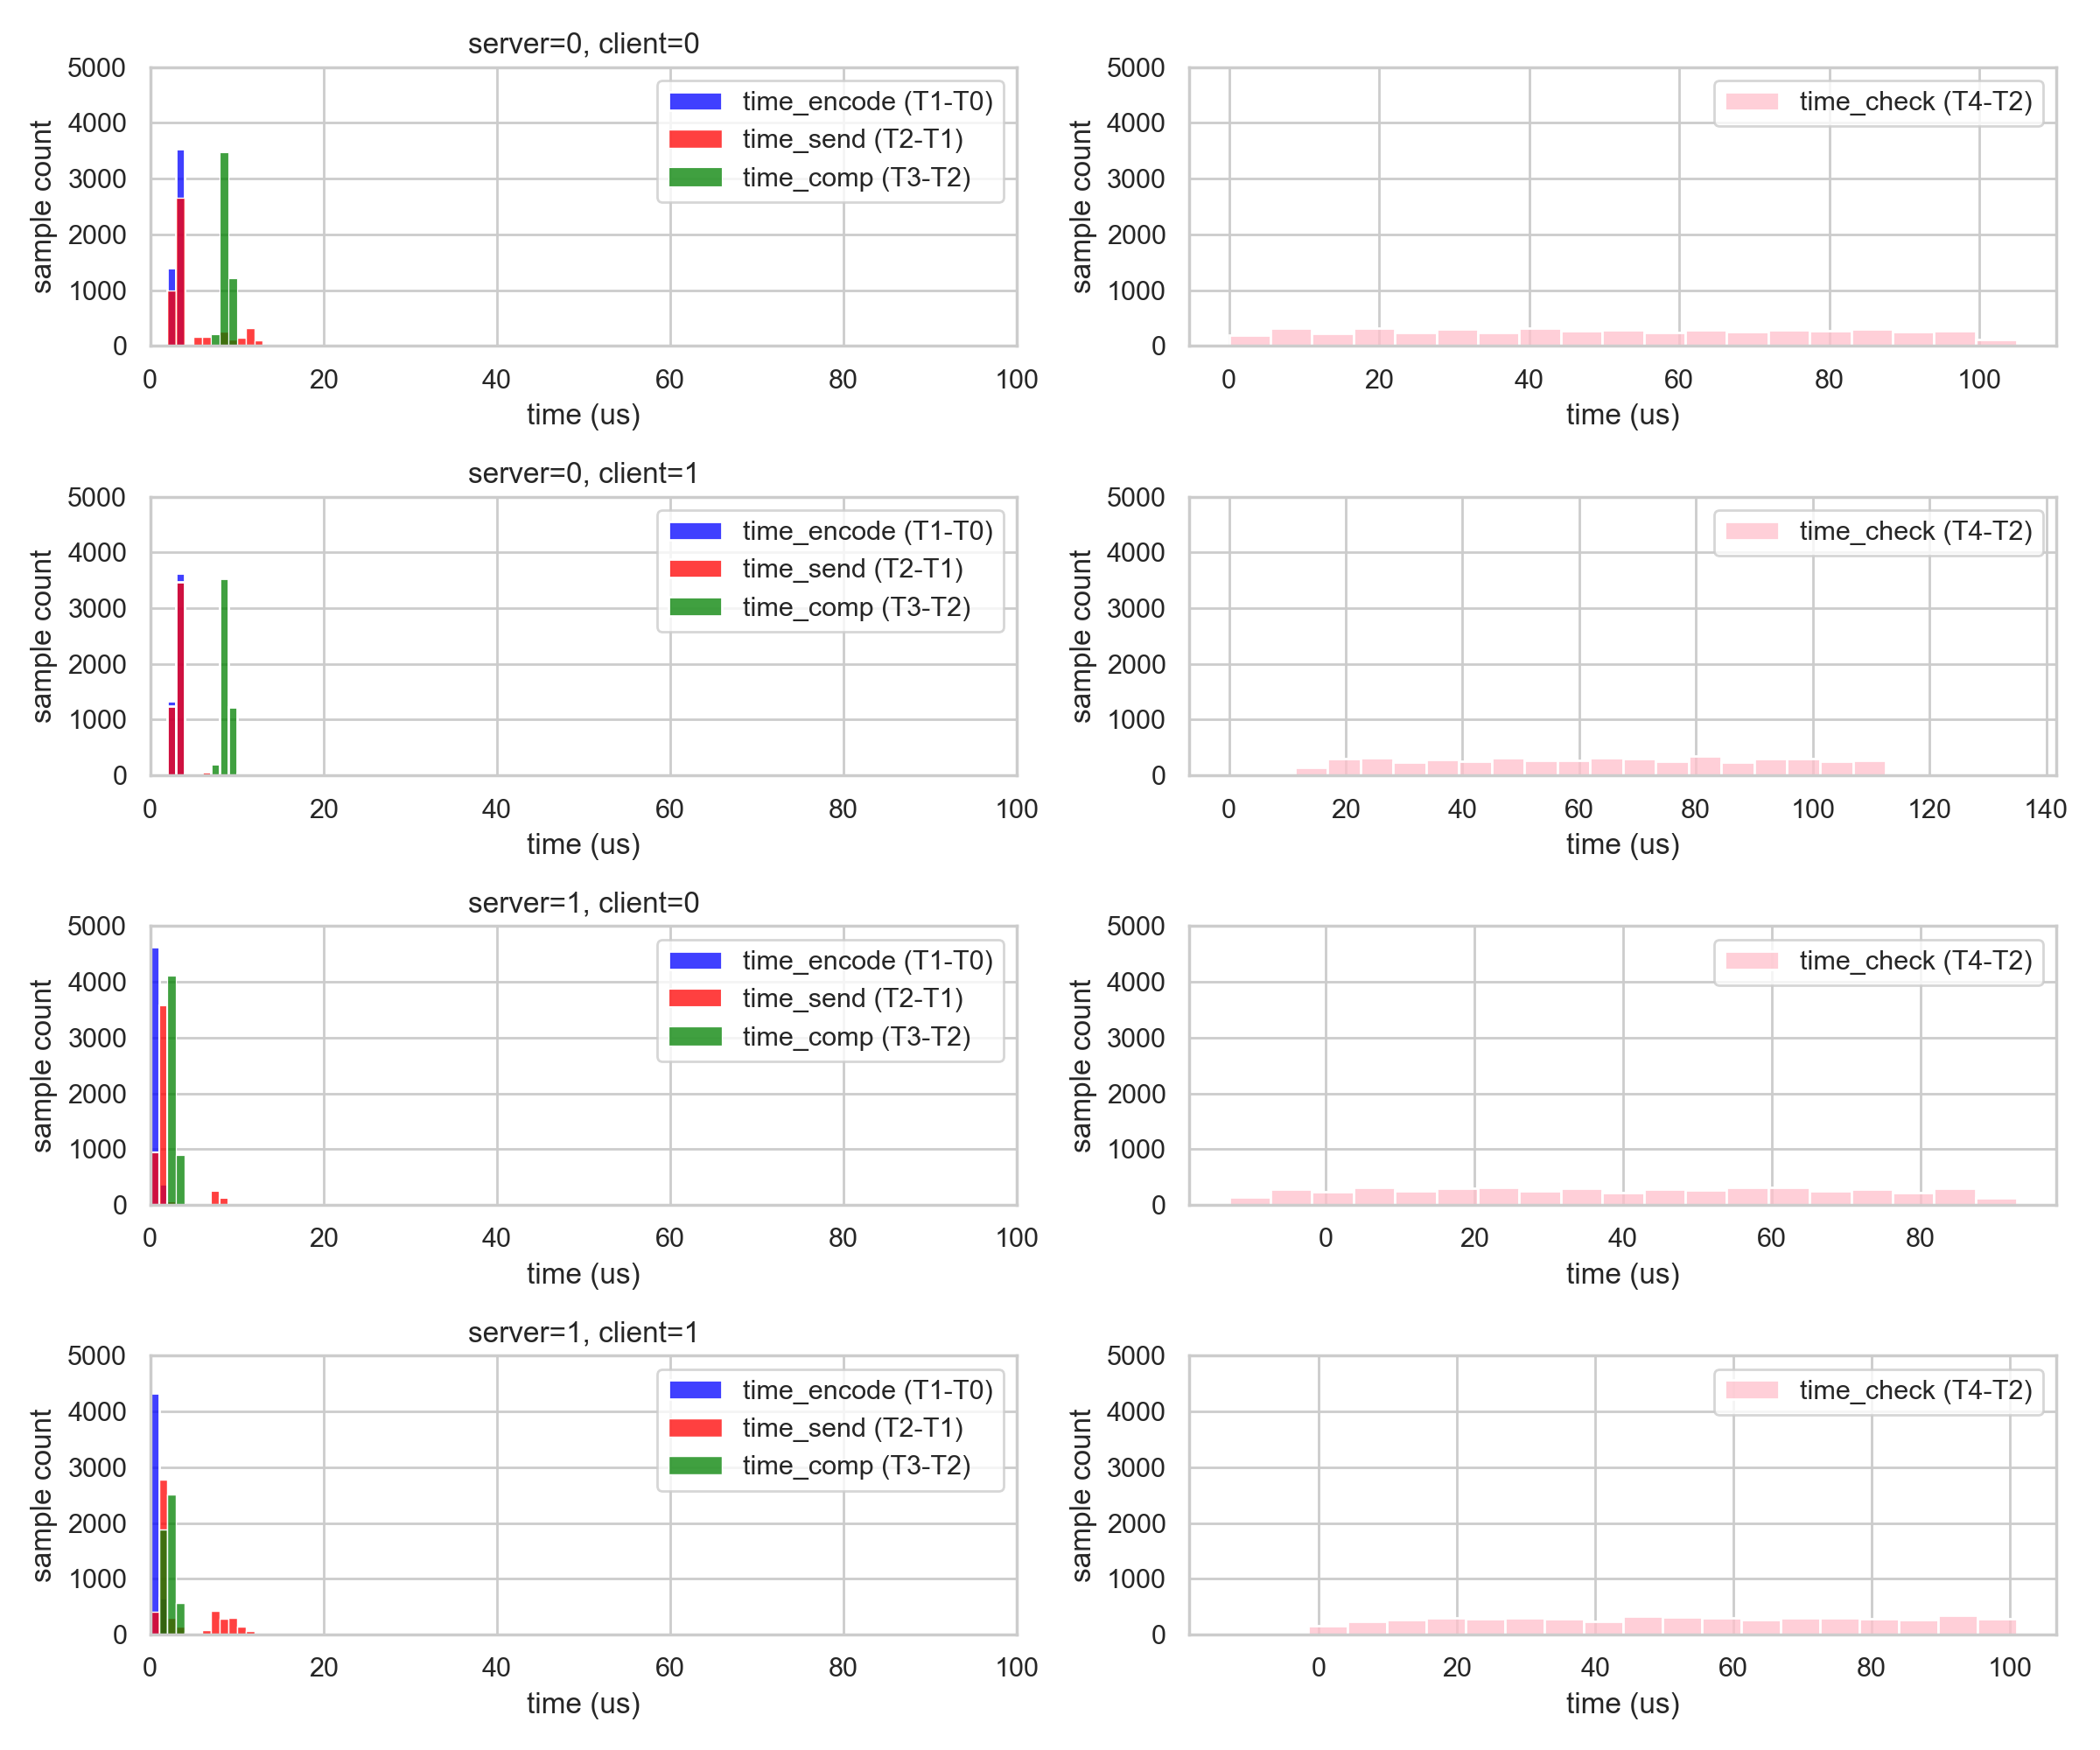 server=0, client=0
5000
4000
3000
2000
1000
0
sample count
time_encode (T1-T0)
time_send (T2-T1)
time_comp (T3-T2)
0 20 40 60 80 100
time (us)
5000
4000
3000
2000
1000
0
sample count
time_check (T4-T2)
0 20 40 60 80 100
time (us)
server=0, client=1
5000
4000
3000
2000
1000
0
sample count
time_encode (T1-T0)
time_send (T2-T1)
time_comp (T3-T2)
0 20 40 60 80 100
time (us)
5000
4000
3000
2000
1000
0
sample count
time_check (T4-T2)
0 20 40 60 80 100 120 140
time (us)
server=1, client=0
5000
4000
3000
2000
1000
0
sample count
time_encode (T1-T0)
time_send (T2-T1)
time_comp (T3-T2)
0 20 40 60 80 100
time (us)
5000
4000
3000
2000
1000
0
sample count
time_check (T4-T2)
0 20 40 60 80
time (us)
server=1, client=1
5000
4000
3000
2000
1000
0
sample count
time_encode (T1-T0)
time_send (T2-T1)
time_comp (T3-T2)
0 20 40 60 80 100
time (us)
5000
4000
3000
2000
1000
0
sample count
time_check (T4-T2)
0 20 40 60 80 100
time (us)